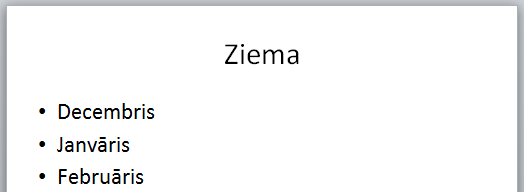 Ziema
• Decembris
• Janvāris
• Februāris